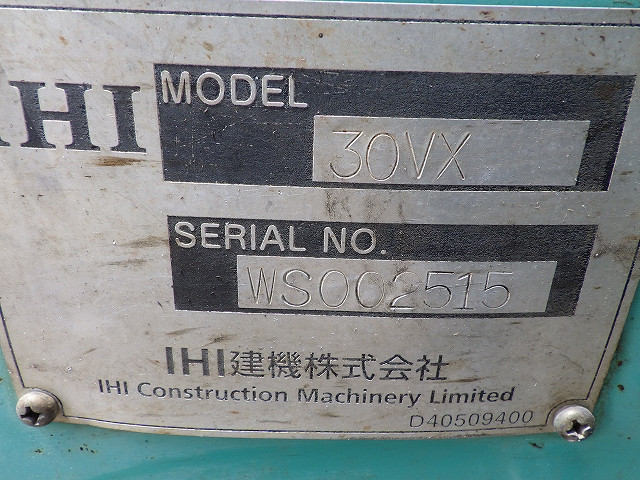 IHI
MODEL
30VX
SERIAL NO.
WS002515
IHI建機株式会社
IHI Construction Machinery Limited
D40509400